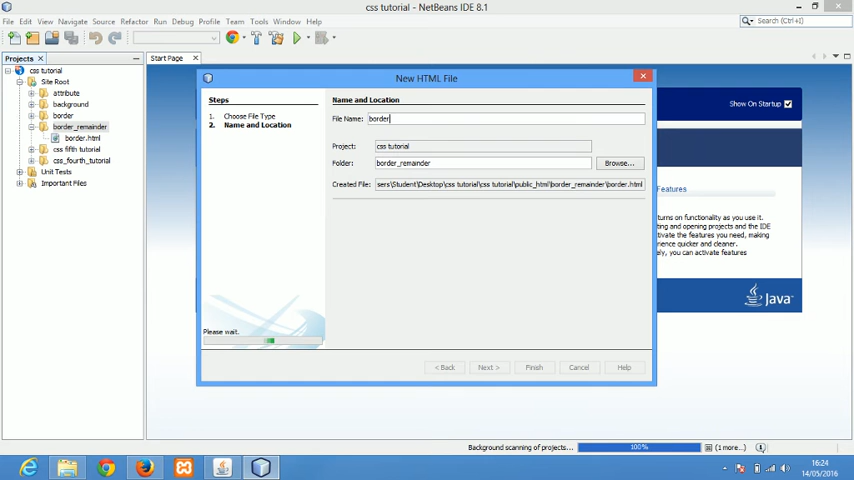 css tutorial - NetBeans IDE 8.1
File Edit View Navigate Source Refactor Run Debug Profile Team Tools Window Help
Search (Ctrl+I)
Projects
Start Page
css tutorial
Site Root
attribute
background
border
border_remainder
border.html
css fifth tutorial
css_fourth_tutorial
Unit Tests
Important Files
New HTML File
Steps
1. Choose File Type
2. Name and Location
Please wait.
Name and Location
File Name: border
Project: css tutorial
Folder: border_remainder
Browse...
Created File: sers\Student\Desktop\css tutorial\css tutorial\public_html\border_remainder\border.html
< Back Next > Finish Cancel Help
Show On Startup
Features
turns on functionality as you use it.
ting and opening projects and the IDE
ctivate the features you need, making
erience quicker and cleaner.
ely, you can activate features
Java
Background scanning of projects... 100% (1 more...)
16:24
14/05/2016